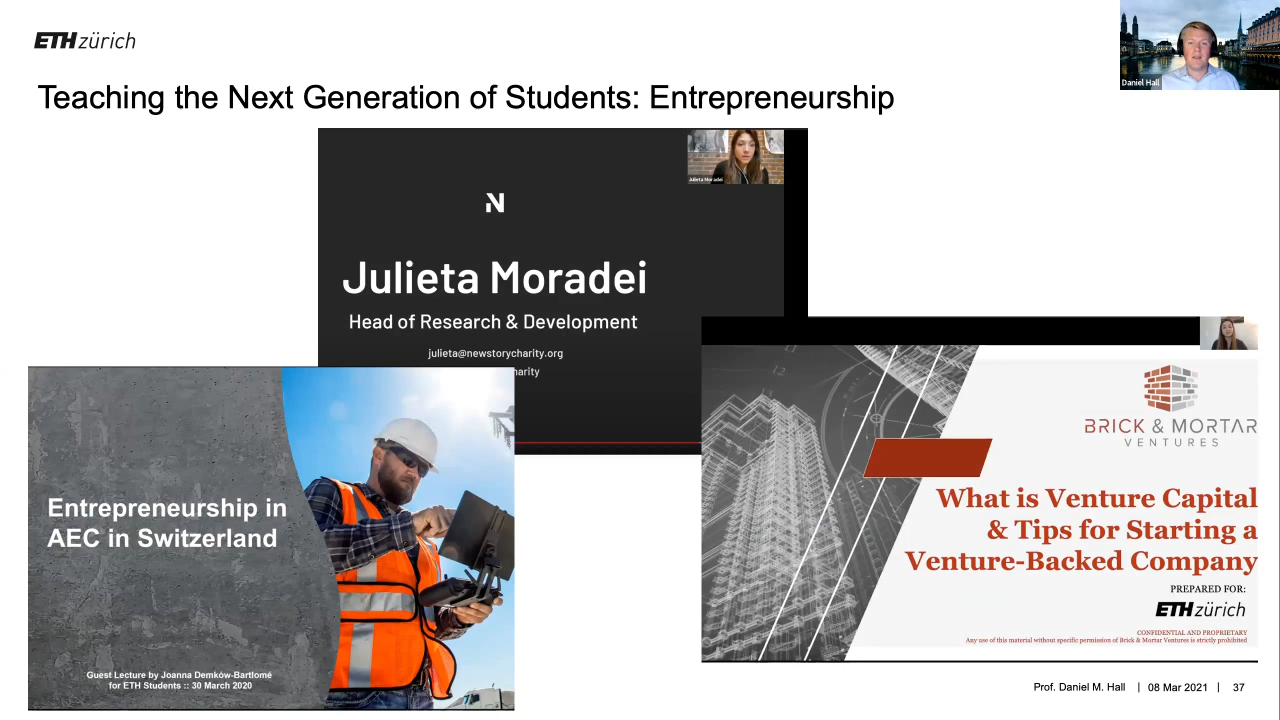 ETH zürich
Daniel Hall
Teaching the Next Generation of Students: Entrepreneurship
Julieta Moradei
N
Julieta Moradei
Head of Research & Development
julieta@newstorycharity.org
harity
Entrepreneurship in
AEC in Switzerland
Guest Lecture by Joanna Demków-Bartlomé
for ETH Students :: 30 March 2020
BRICK & MORTAR
VENTURES
What is Venture Capital
& Tips for Starting a
Venture-Backed Company
PREPARED FOR:
ETH zürich
CONFIDENTIAL AND PROPRIETARY
Any use of this material without specific permission of Brick & Mortar Ventures is strictly prohibited
Prof. Daniel M. Hall | 08 Mar 2021 | 37